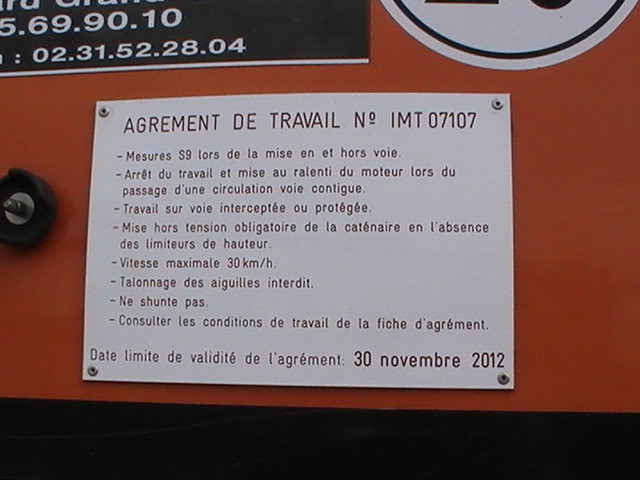 5.69.90.10
: 02.31.52.28.04
AGREMENT DE TRAVAIL Nº IMT 07107
- Mesures S9 lors de la mise en et hors voie.
- Arrêt du travail et mise au ralenti du moteur lors du
passage d'une circulation voie contigue.
- Travail sur voie interceptée ou protégée.
- Mise hors tension obligatoire de la caténaire en l'absence
des limiteurs de hauteur.
- Vitesse maximale 30 km/h.
- Talonnage des aiguilles interdit.
- Ne shunte pas.
- Consulter les conditions de travail de la fiche d'agrément.
Date limite de validité de l'agrément: 30 novembre 2012